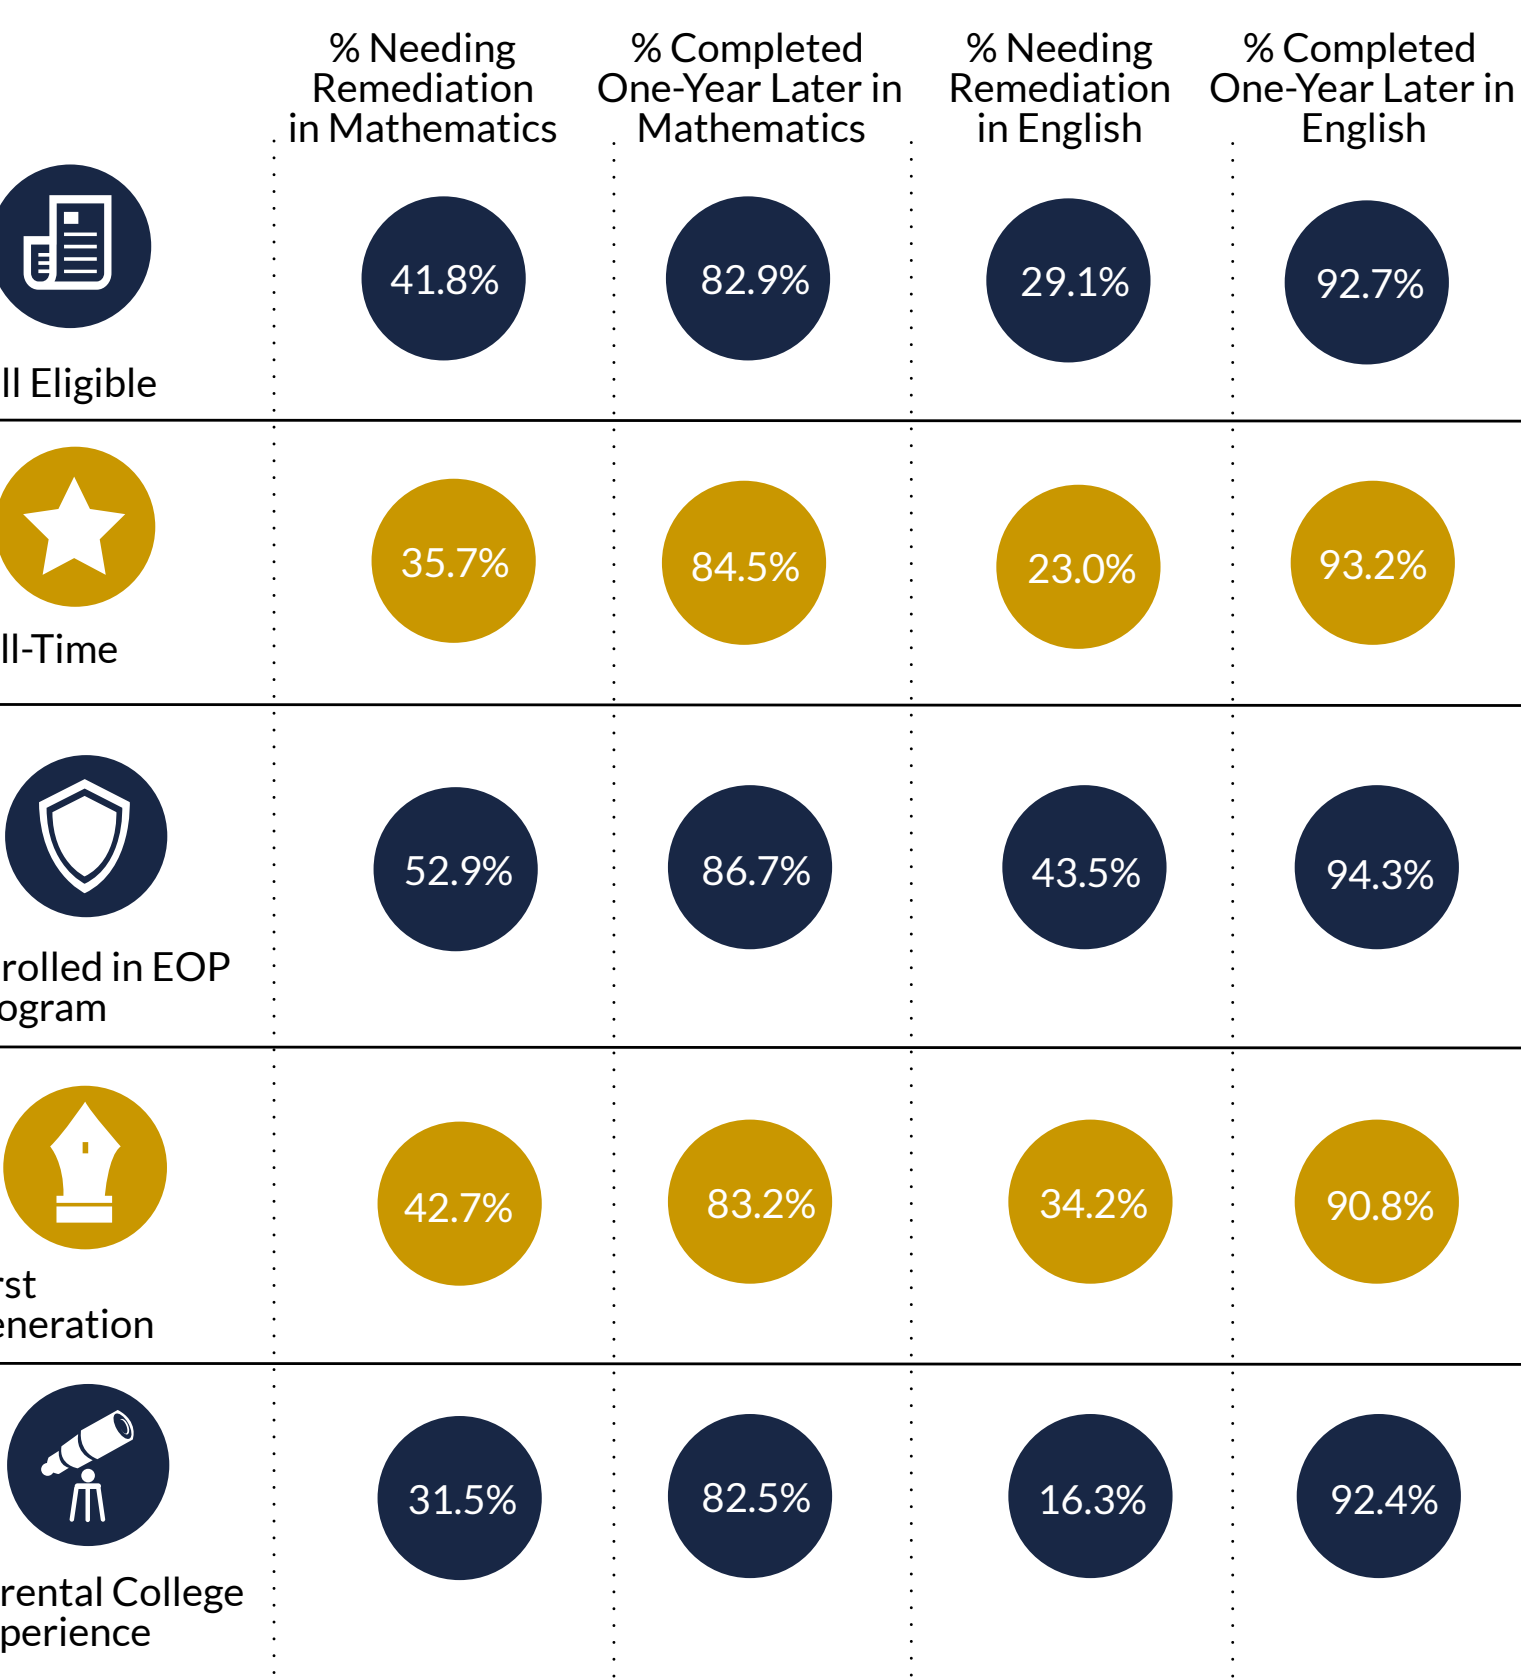 % Needing
Remediation
in Mathematics
% Completed
One-Year Later in
Mathematics
% Needing
Remediation
in English
% Completed
One-Year Later in
English
41.8%
82.9%
29.1%
92.7%
ll Eligible
35.7%
84.5%
23.0%
93.2%
ll-Time
52.9%
86.7%
43.5%
94.3%
rolled in EOP
ogram
42.7%
83.2%
34.2%
90.8%
rst
eneration
31.5%
82.5%
16.3%
92.4%
rental College
perience